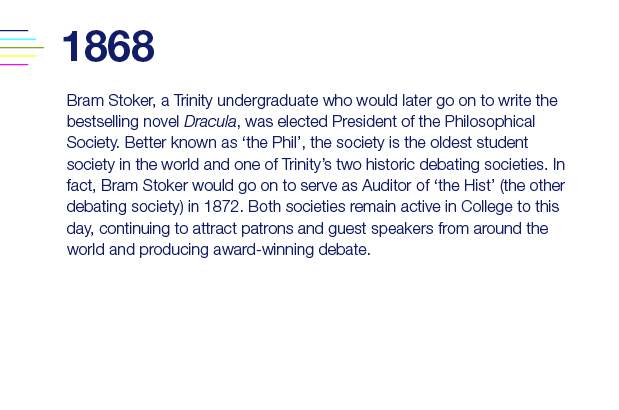 1868
Bram Stoker, a Trinity undergraduate who would later go on to write the
bestselling novel Dracula, was elected President of the Philosophical
Society. Better known as ‘the Phil’, the society is the oldest student
society in the world and one of Trinity’s two historic debating societies. In
fact, Bram Stoker would go on to serve as Auditor of ‘the Hist’ (the other
debating society) in 1872. Both societies remain active in College to this
day, continuing to attract patrons and guest speakers from around the
world and producing award-winning debate.